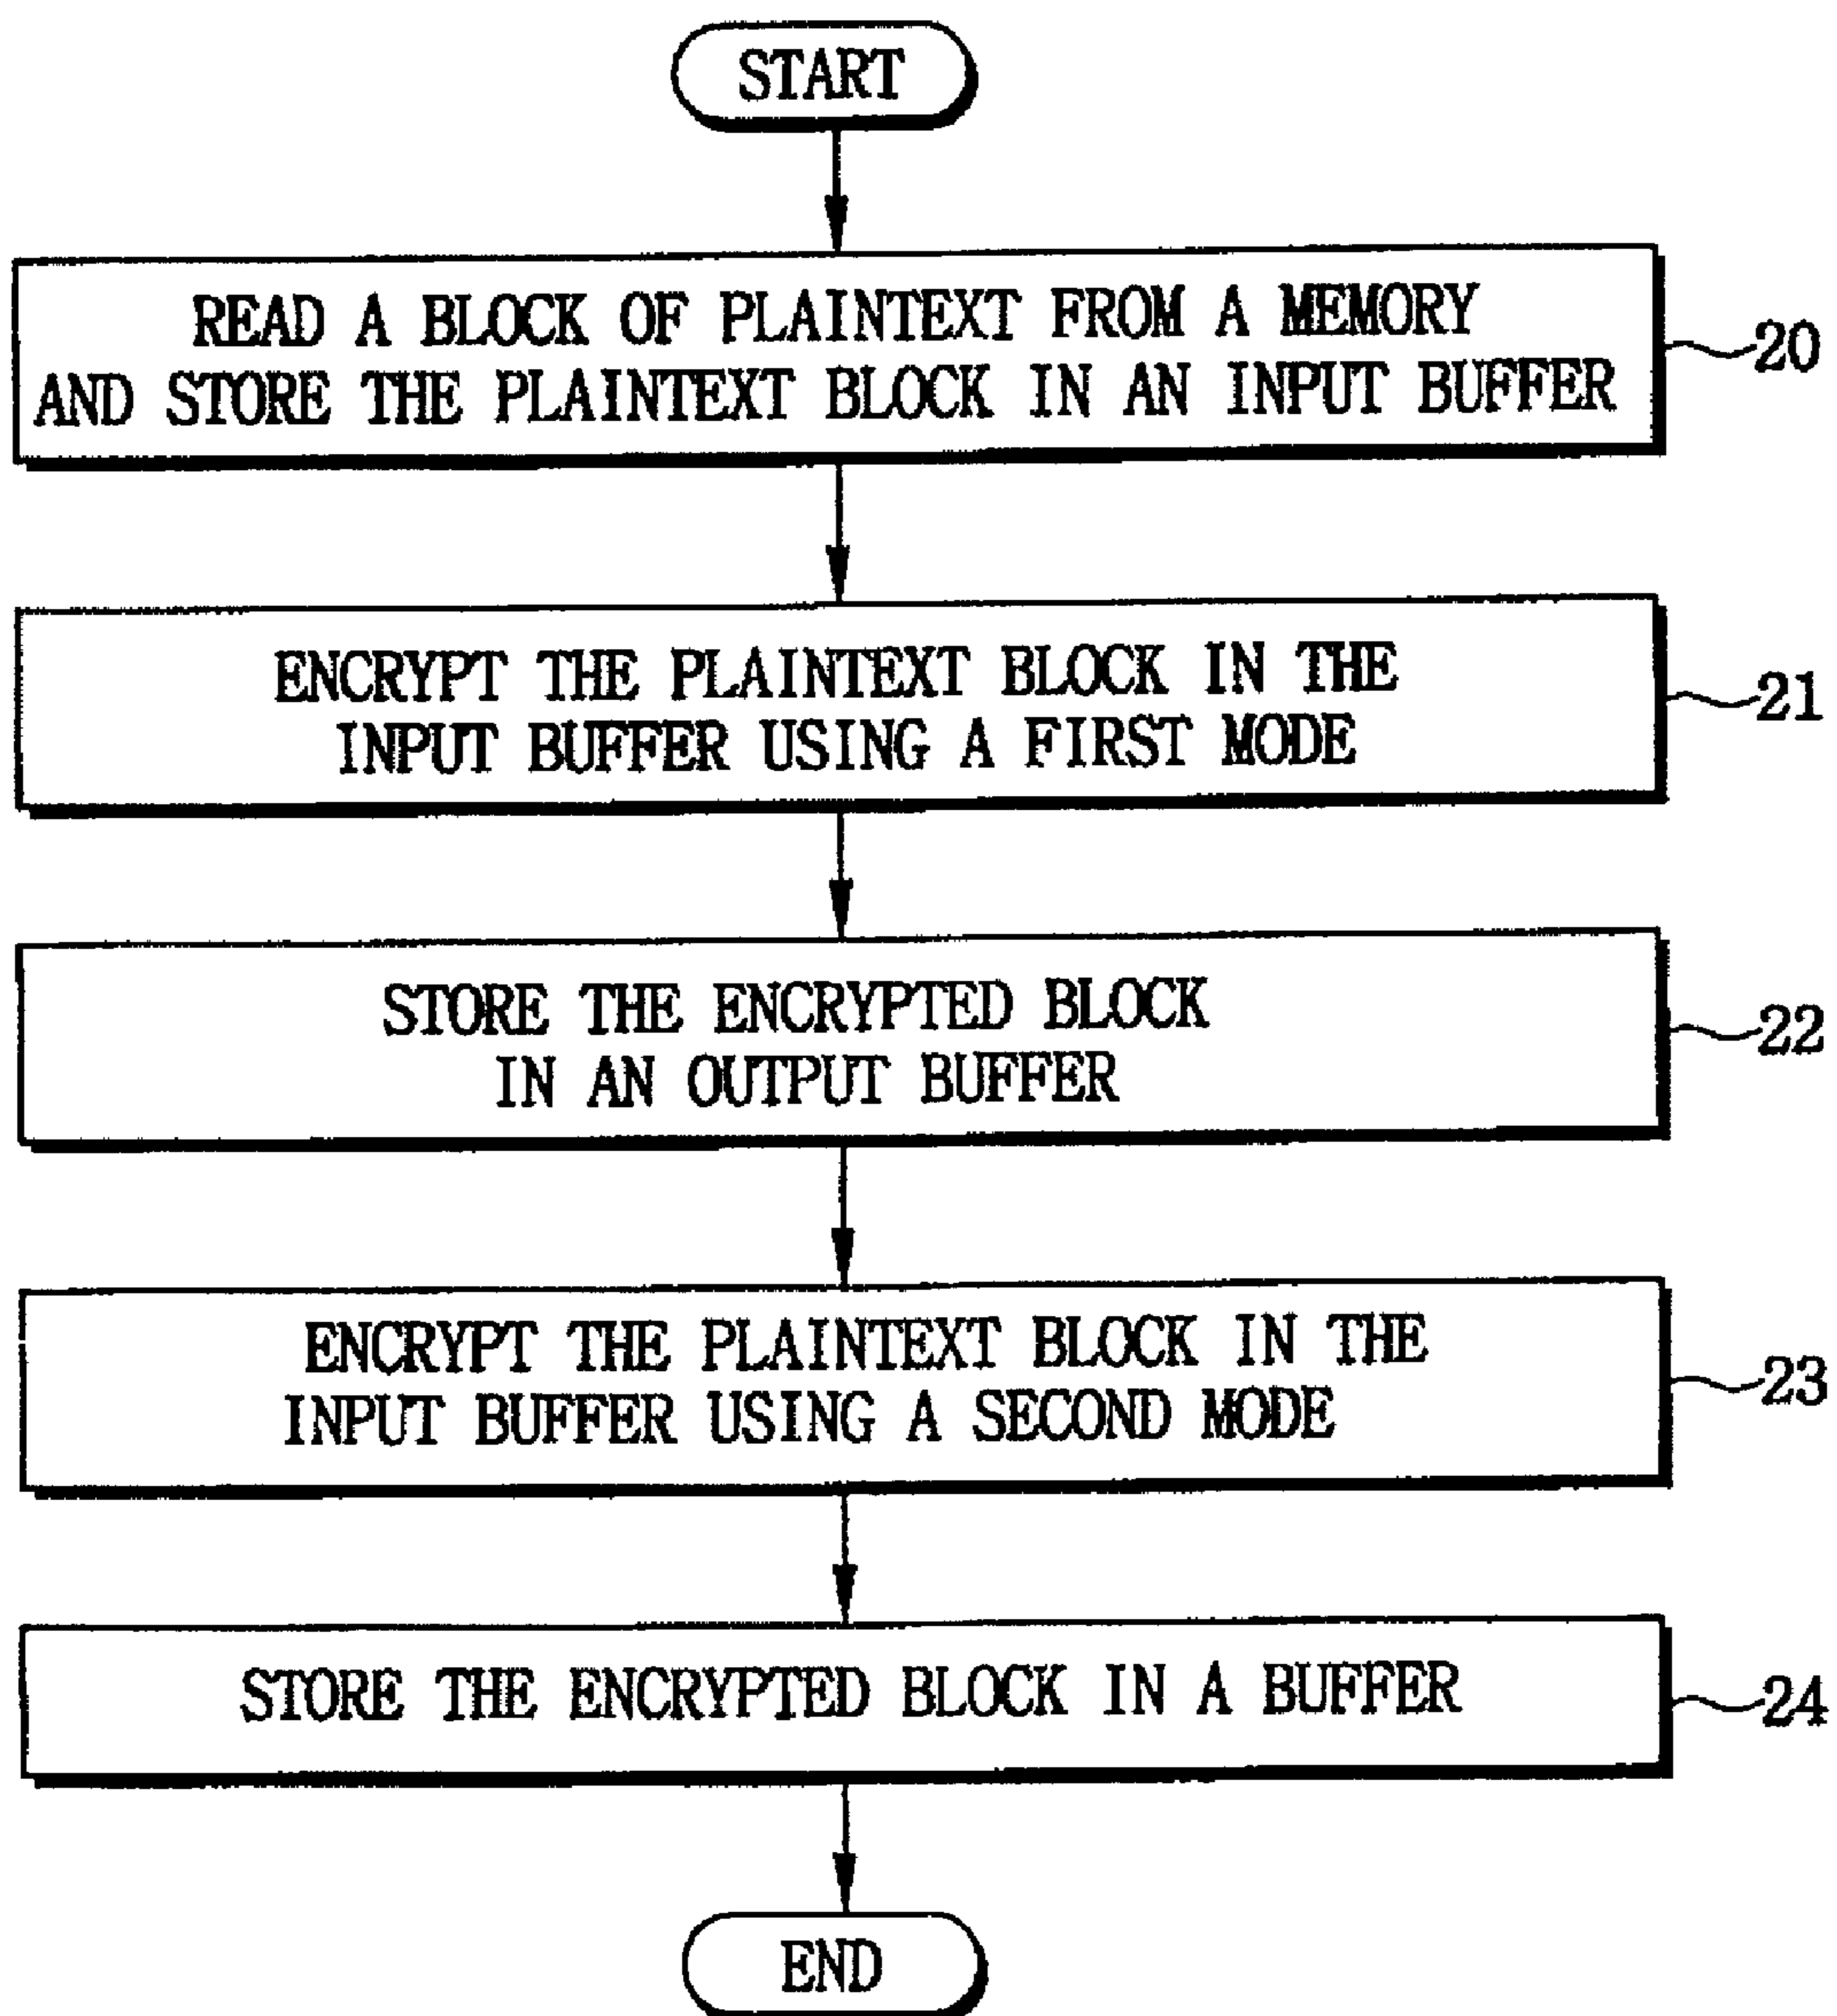 START
READ A BLOCK OF PLAINTEXT FROM A MEMORY
AND STORE THE PLAINTEXT BLOCK IN AN INPUT BUFFER
20
ENCRYPT THE PLAINTEXT BLOCK IN THE
INPUT BUFFER USING A FIRST MODE
21
STORE THE ENCRYPTED BLOCK
IN AN OUTPUT BUFFER
22
ENCRYPT THE PLAINTEXT BLOCK IN THE
INPUT BUFFER USING A SECOND MODE
23
STORE THE ENCRYPTED BLOCK IN A BUFFER
24
END